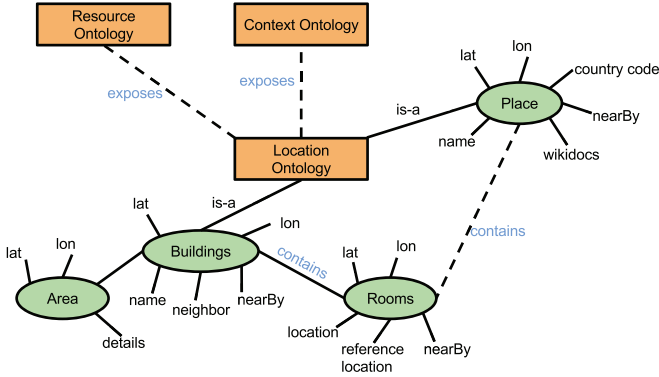 Resource
Ontology
Context Ontology
exposes
exposes
lat
lon
country code
Place
is-a
nearBy
name
wikidocs
Location
Ontology
is-a
lat
lon
contains
Buildings
contains
lat
lon
lat
lon
Area
name
neighbor
nearBy
Rooms
location
details
reference
location
nearBy